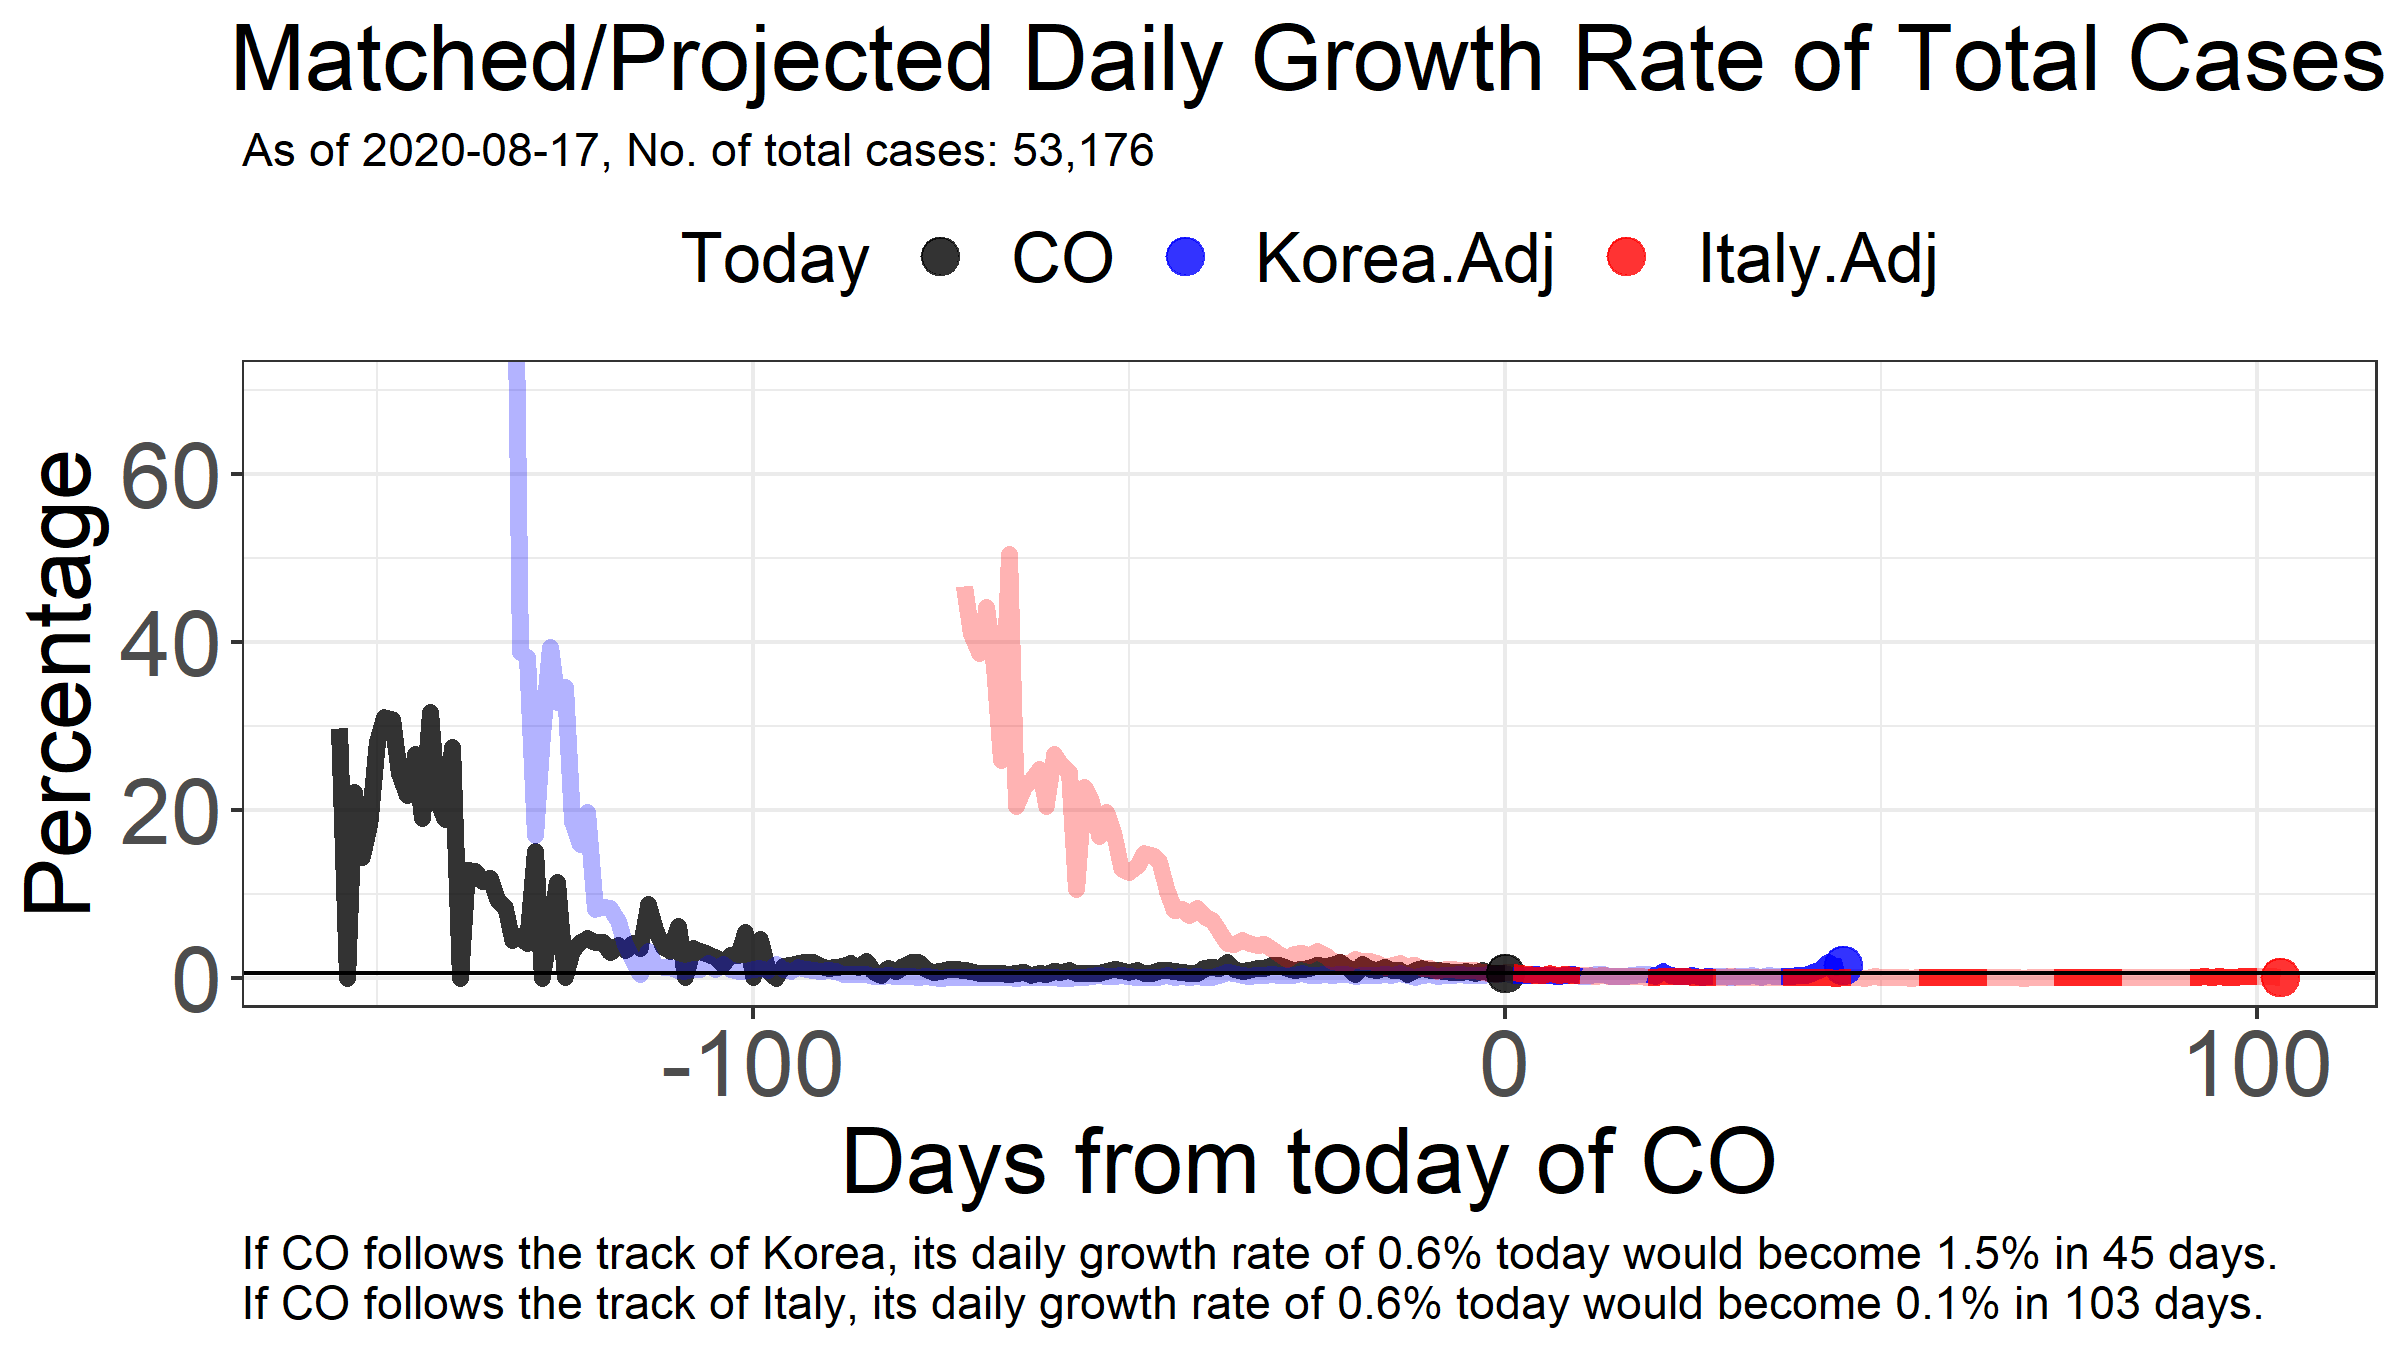 Matched/Projected Daily Growth Rate of Total Cases
As of 2020-08-17, No. of total cases: 53,176
Today CO Korea.Adj Italy.Adj
Percentage
60
40
20
0
-100 0 100
Days from today of CO
If CO follows the track of Korea, its daily growth rate of 0.6% today would become 1.5% in 45 days.
If CO follows the track of Italy, its daily growth rate of 0.6% today would become 0.1% in 103 days.